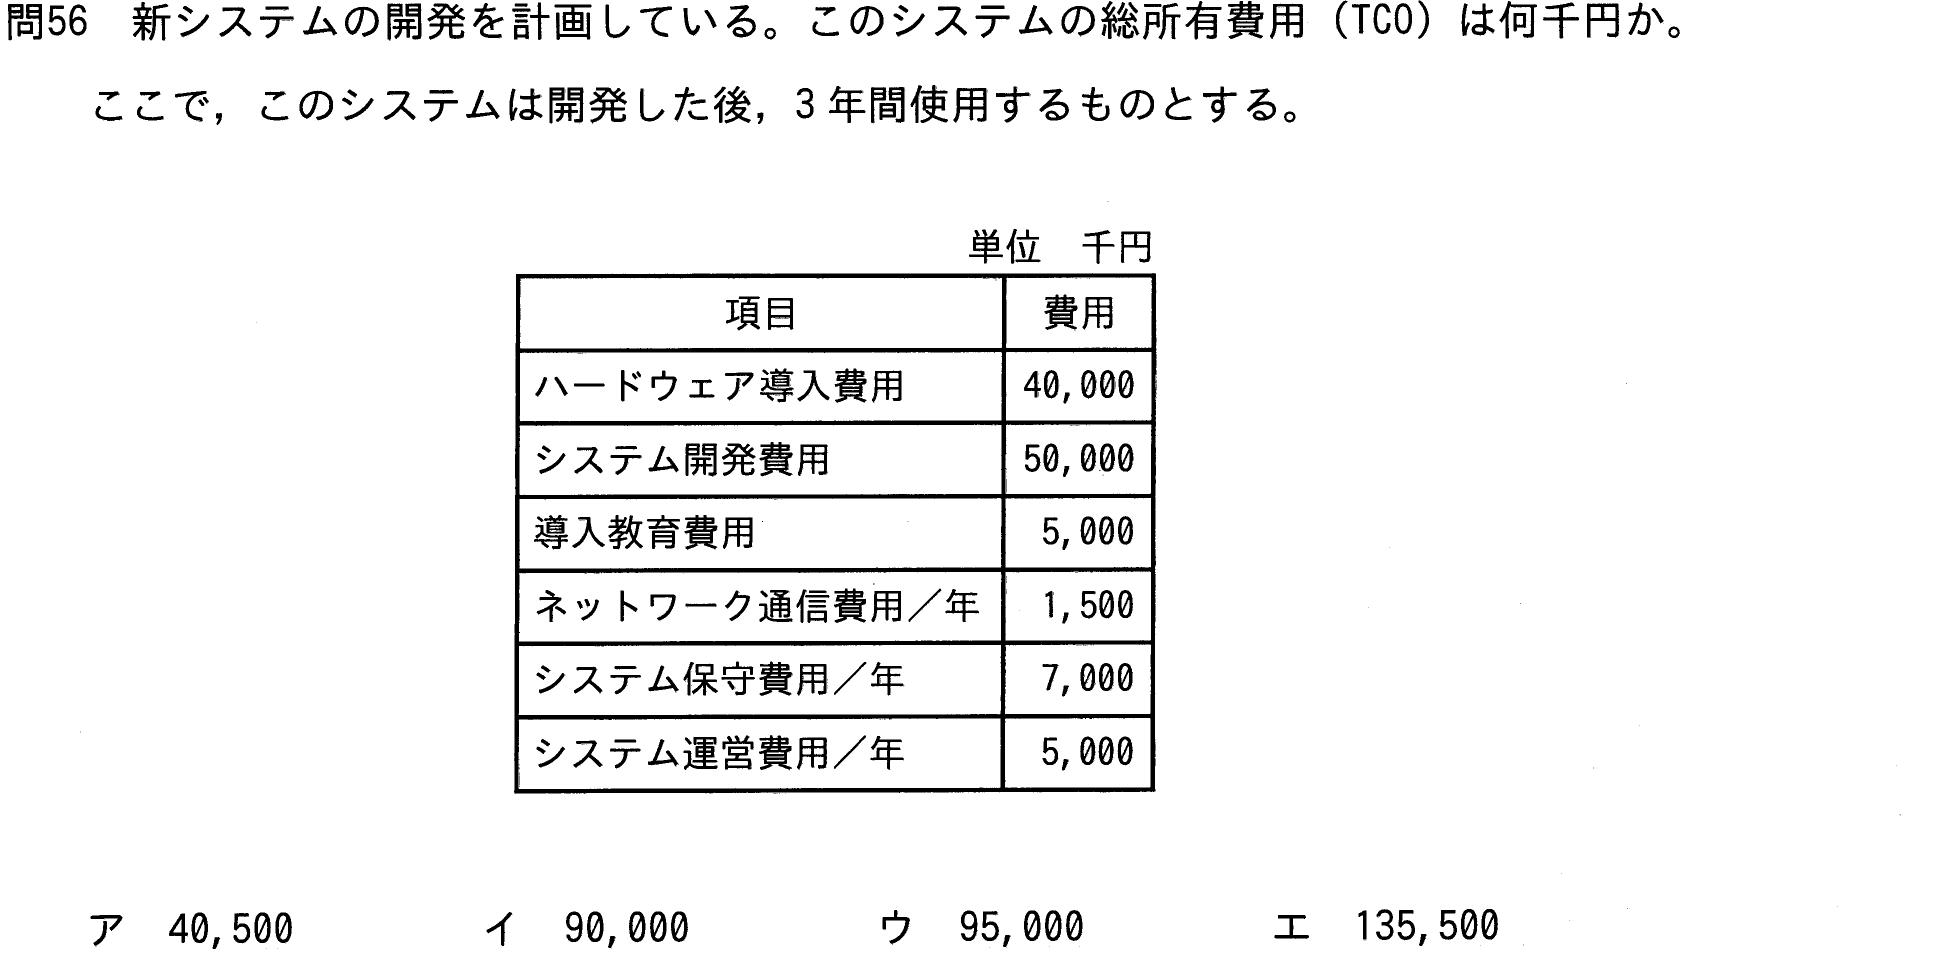 問56　新システムの開発を計画している。このシステムの総所有費用（TCO）は何千円か。
ここで，このシステムは開発した後，3年間使用するものとする。
単位　千円
項目　費用
ハードウェア導入費用　40,000
システム開発費用　50,000
導入教育費用　5,000
ネットワーク通信費用／年　1,500
システム保守費用／年　7,000
システム運営費用／年　5,000
ア　40,500　イ　90,000　ウ　95,000　エ　135,500